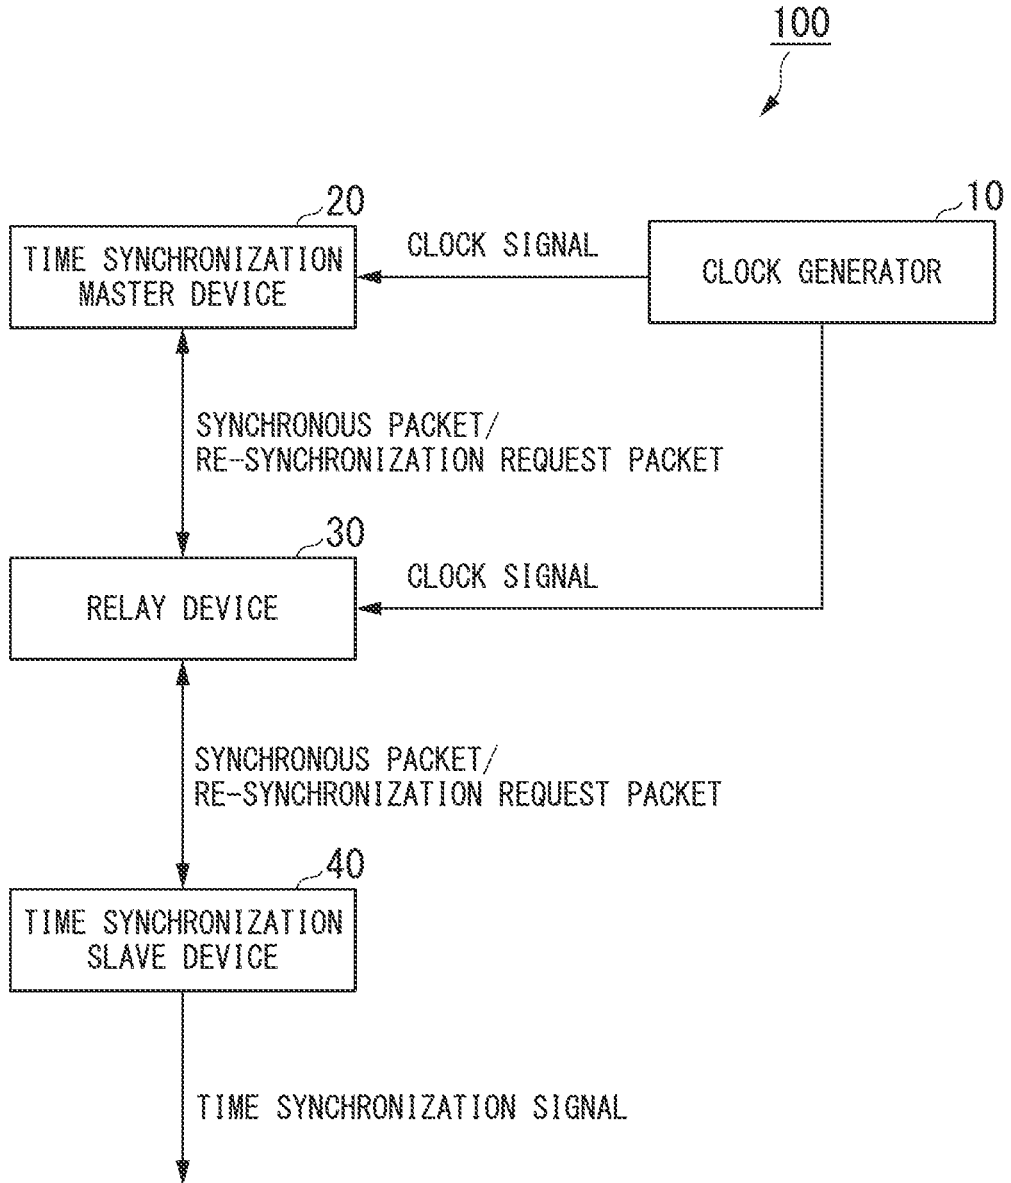 100
20
10
TIME SYNCHRONIZATION
MASTER DEVICE
CLOCK SIGNAL
CLOCK GENERATOR
SYNCHRONOUS PACKET/
RE-SYNCHRONIZATION REQUEST PACKET
30
RELAY DEVICE
CLOCK SIGNAL
SYNCHRONOUS PACKET/
RE-SYNCHRONIZATION REQUEST PACKET
40
TIME SYNCHRONIZATION
SLAVE DEVICE
TIME SYNCHRONIZATION SIGNAL